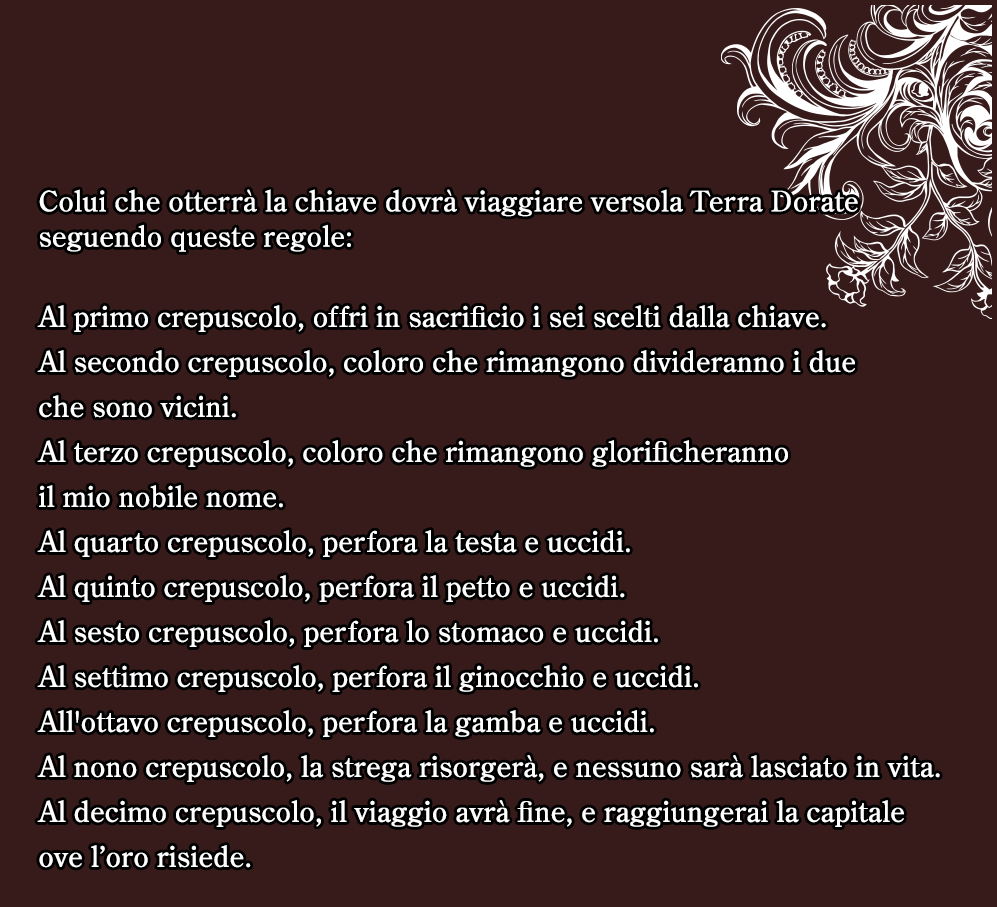 Colui che otterrà la chiave dovrà viaggiare versola Terra Dorate
seguendo queste regole:
Al primo crepuscolo, offri in sacrificio i sei scelti dalla chiave.
Al secondo crepuscolo, coloro che rimangono divideranno i due
che sono vicini.
Al terzo crepuscolo, coloro che rimangono glorificheranno
il mio nobile nome.
Al quarto crepuscolo, perfora la testa e uccidi.
Al quinto crepuscolo, perfora il petto e uccidi.
Al sesto crepuscolo, perfora lo stomaco e uccidi.
Al settimo crepuscolo, perfora il ginocchio e uccidi.
All'ottavo crepuscolo, perfora la gamba e uccidi.
Al nono crepuscolo, la strega risorgerà, e nessuno sarà lasciato in vita.
Al decimo crepuscolo, il viaggio avrà fine, e raggiungerai la capitale
ove l’oro risiede.